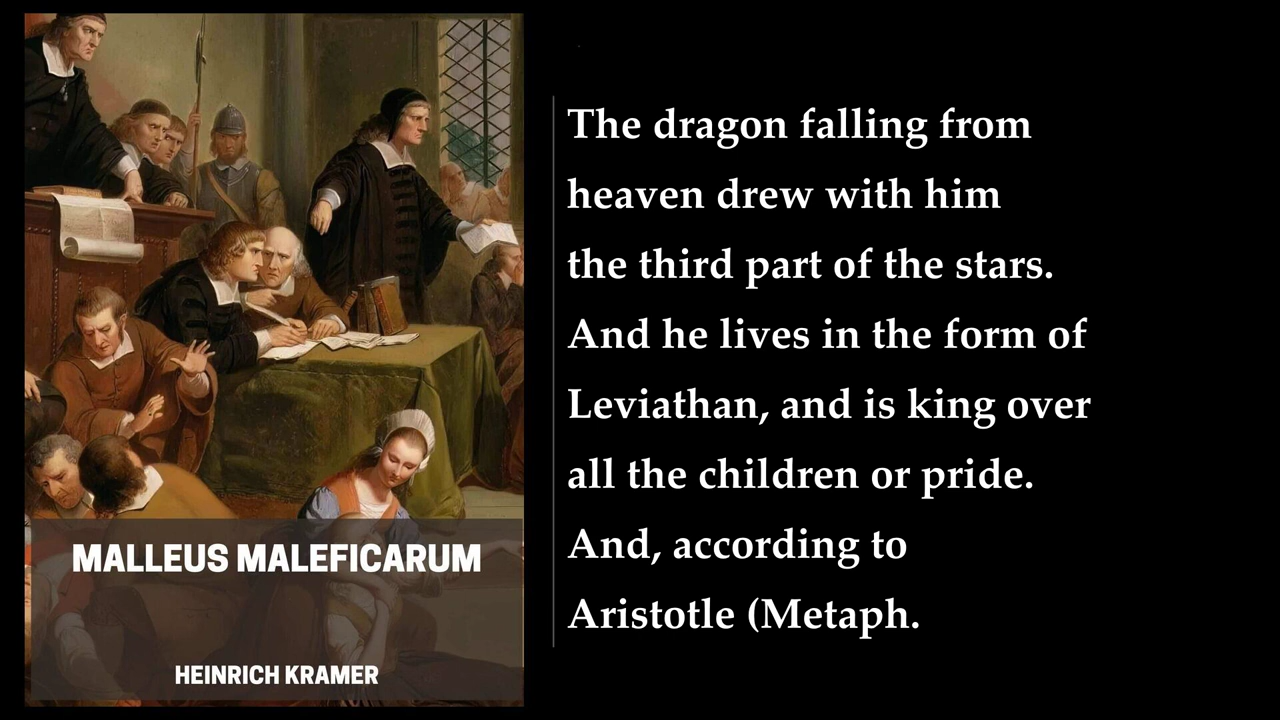 MALLEUS MALEFICARUM
HEINRICH KRAMER
The dragon falling from
heaven drew with him
the third part of the stars.
And he lives in the form of
Leviathan, and is king over
all the children or pride.
And, according to
Aristotle (Metaph.